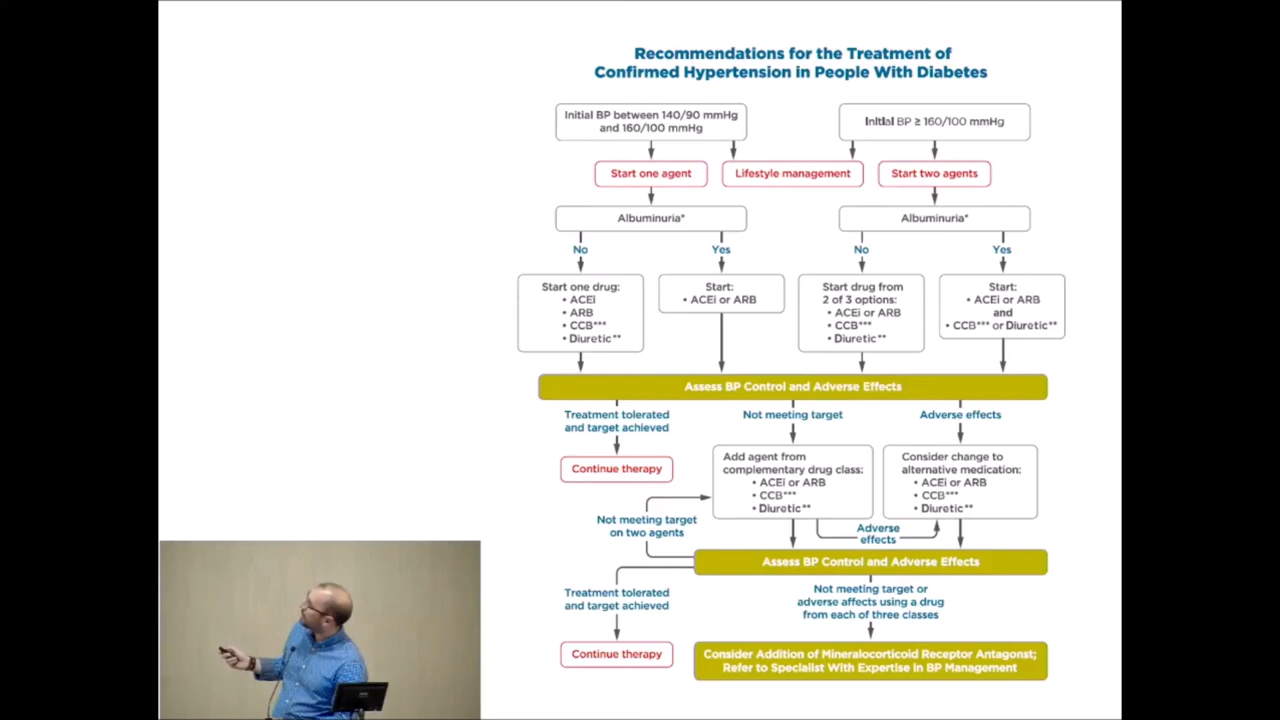 Recommendations for the Treatment of
Confirmed Hypertension in People With Diabetes
Initial BP between 140/90 mmHg
and 160/100 mmHg
Initial BP ≥ 160/100 mmHg
Start one agent
Lifestyle management
Start two agents
Albuminuria*
Albuminuria*
No
Yes
No
Yes
Start one drug:
• ACEi
• ARB
• CCB***
• Diuretic**
Start:
• ACEi or ARB
Start drug from
2 of 3 options:
• ACEi or ARB
• CCB***
• Diuretic**
Start:
• ACEi or ARB
and
• CCB*** or Diuretic**
Assess BP Control and Adverse Effects
Treatment tolerated
and target achieved
Not meeting target
Adverse effects
Continue therapy
Add agent from
complementary drug class:
• ACEi or ARB
• CCB***
• Diuretic**
Consider change to
alternative medication:
• ACEi or ARB
• CCB***
• Diuretic**
Not meeting target
on two agents
Adverse
effects
Assess BP Control and Adverse Effects
Treatment tolerated
and target achieved
Not meeting target or
adverse affects using a drug
from each of three classes
Continue therapy
Consider Addition of Mineralocorticoid Receptor Antagonst;
Refer to Specialist With Expertise in BP Management